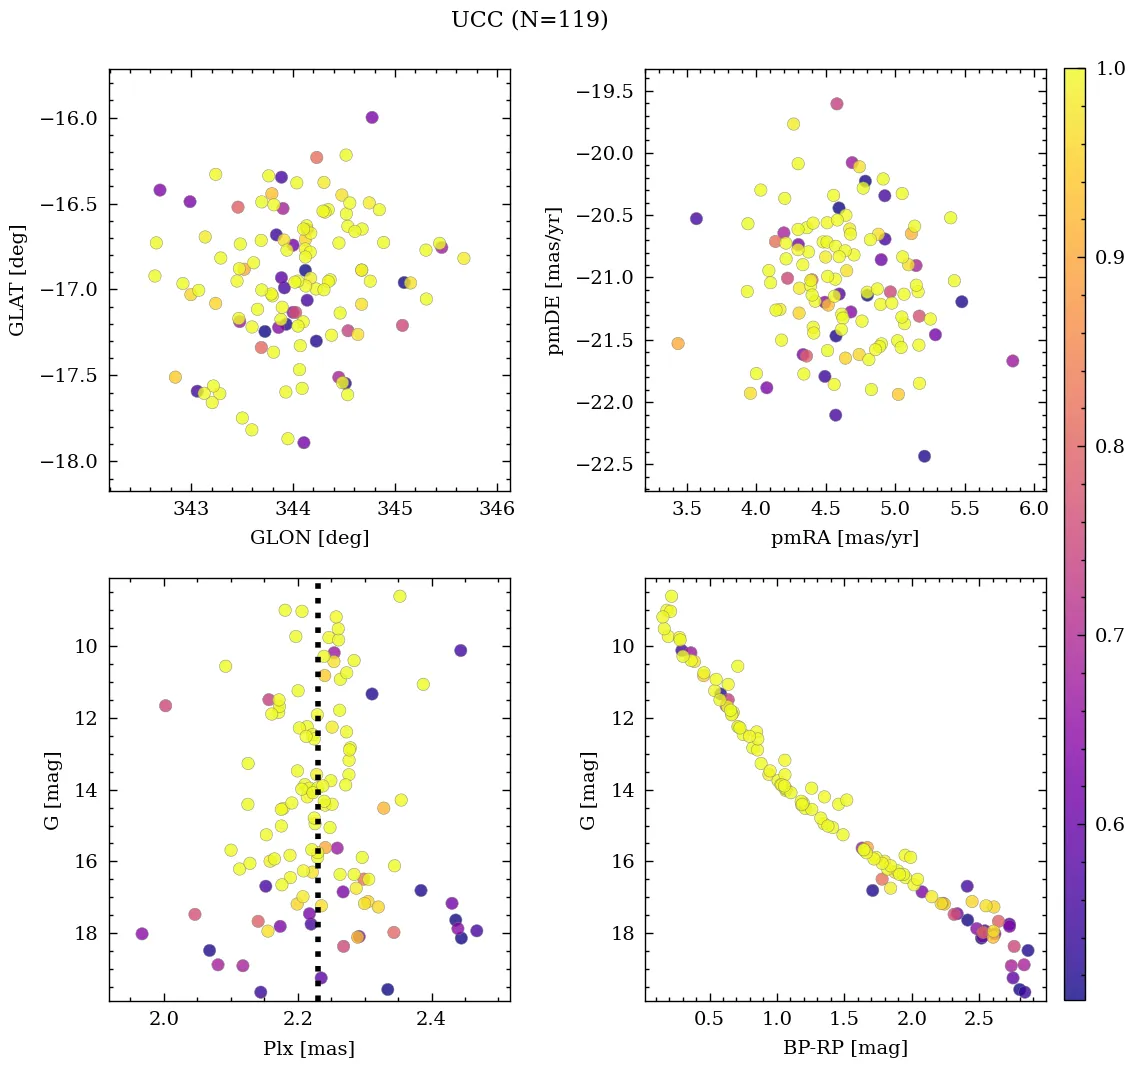 UCC (N=119)
−16.0
−16.5
−17.0
−17.5
−18.0
GLAT [deg]
343 344 345 346
GLON [deg]
−19.5
−20.0
−20.5
−21.0
−21.5
−22.0
−22.5
pmDE [mas/yr]
3.5 4.0 4.5 5.0 5.5 6.0
pmRA [mas/yr]
10
12
14
16
18
G [mag]
2.0 2.2 2.4
Plx [mas]
10
12
14
16
18
G [mag]
0.5 1.0 1.5 2.0 2.5
BP-RP [mag]
1.0
0.9
0.8
0.7
0.6